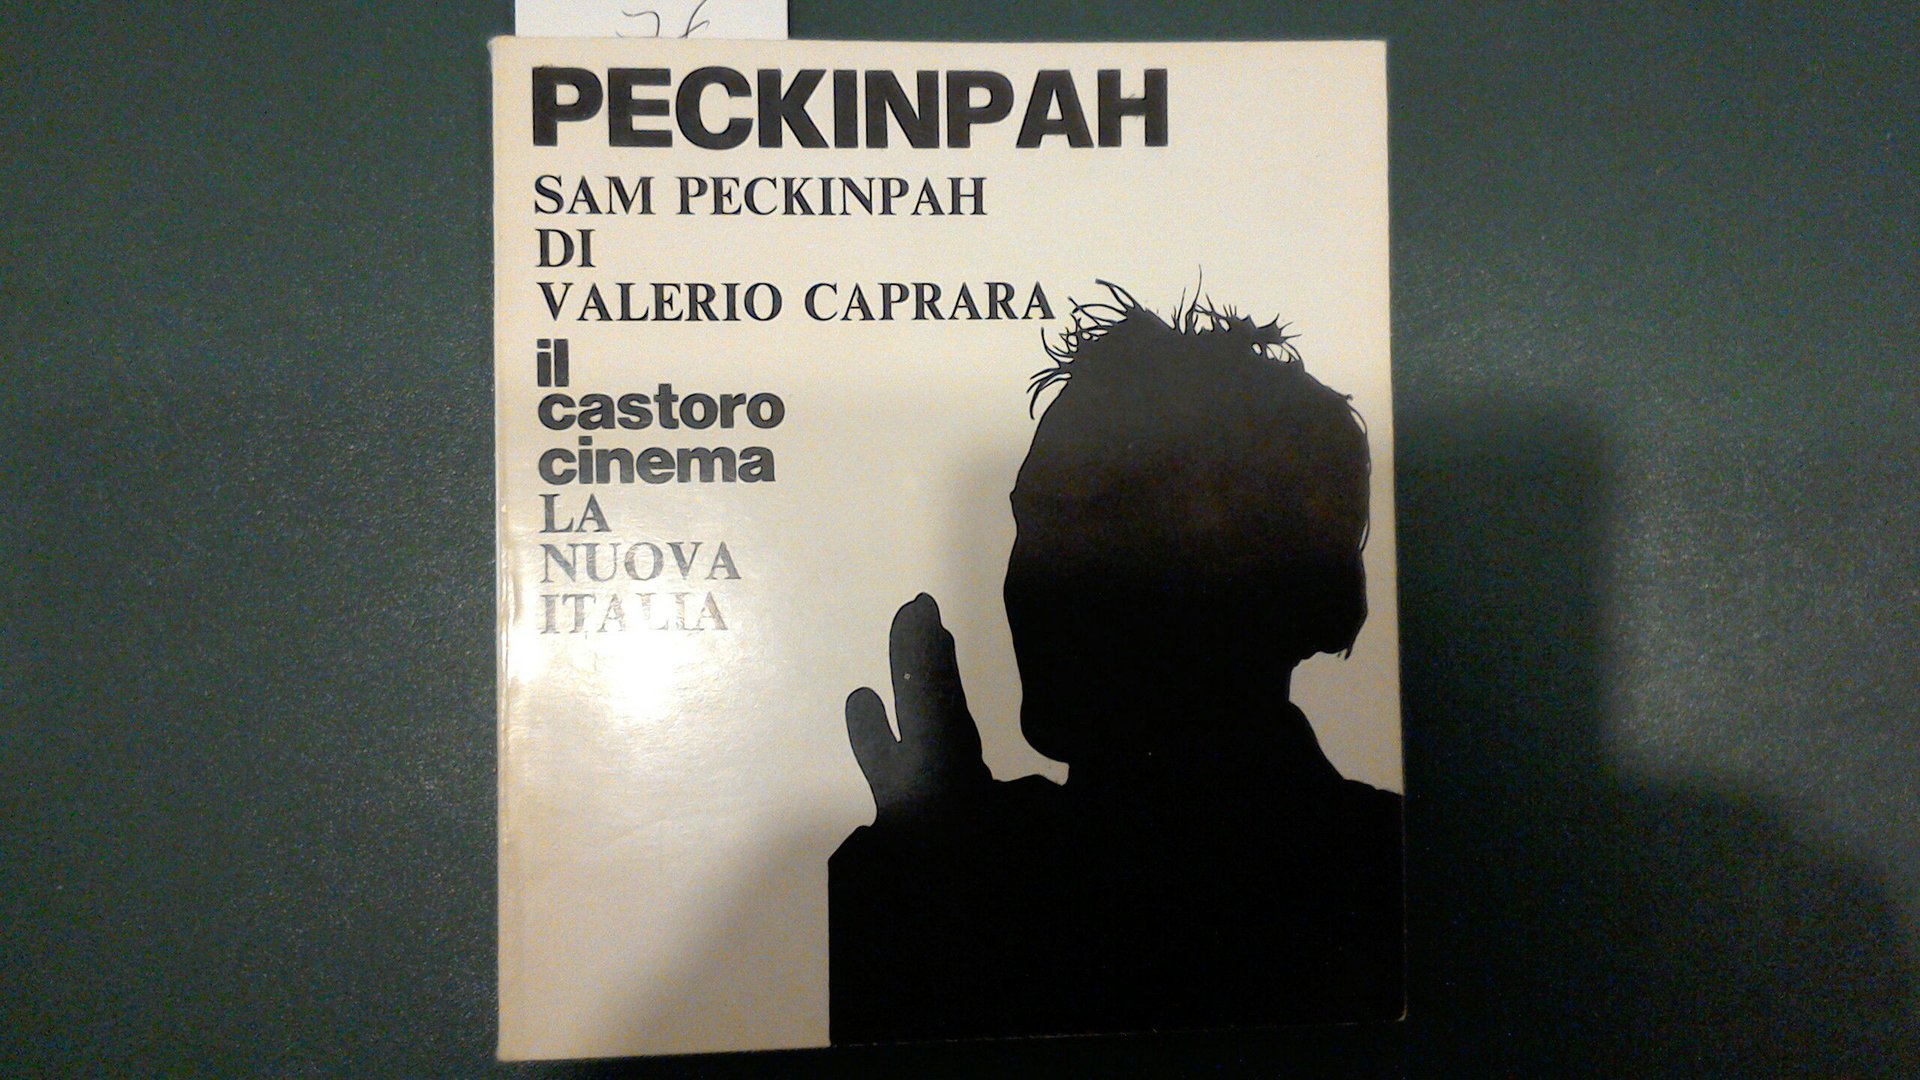 PECKINPAH
SAM PECKINPAH
DI
VALERIO CAPRARA
il
castoro
cinema
LA
NUOVA
ITALIA